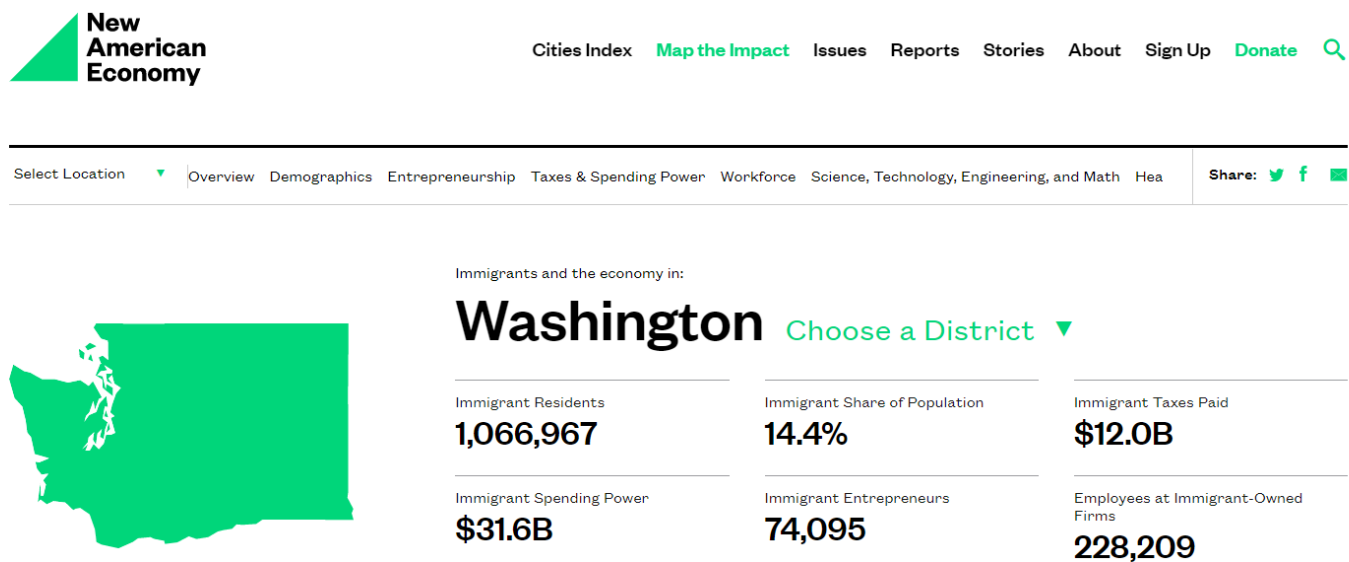 New
American
Economy
Cities Index Map the Impact Issues Reports Stories About Sign Up Donate
Select Location Overview Demographics Entrepreneurship Taxes & Spending Power Workforce Science, Technology, Engineering, and Math Hea Share:
Immigrants and the economy in:
Washington Choose a District
Immigrant Residents Immigrant Share of Population Immigrant Taxes Paid
1,066,967 14.4% $12.0B
Immigrant Spending Power Immigrant Entrepreneurs Employees at Immigrant-Owned
Firms
$31.6B 74,095 228,209